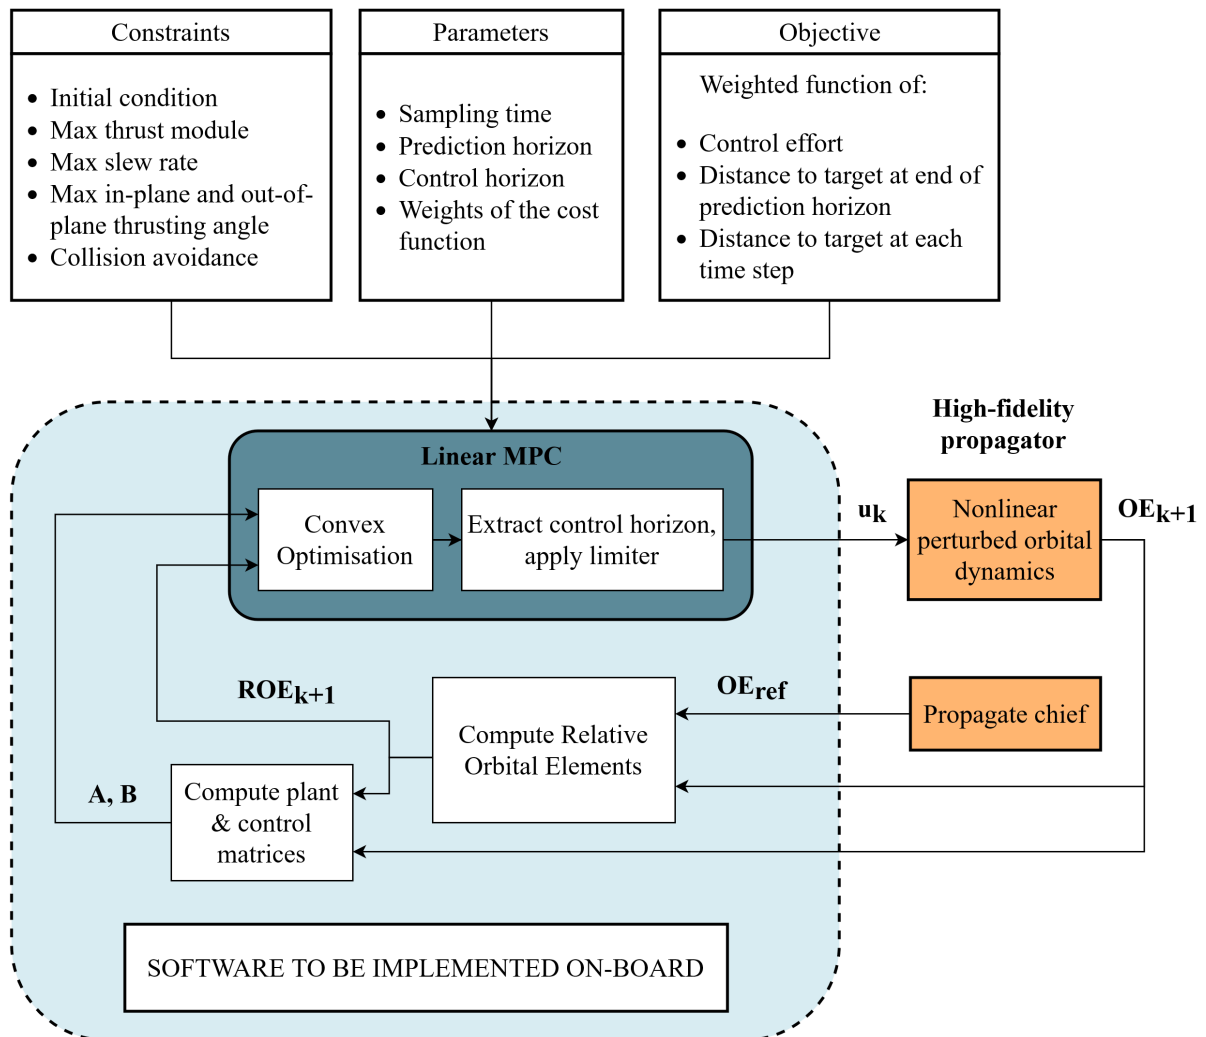 Constraints
• Initial condition
• Max thrust module
• Max slew rate
• Max in-plane and out-of-
plane thrusting angle
• Collision avoidance
Parameters
• Sampling time
• Prediction horizon
• Control horizon
• Weights of the cost
function
Objective
Weighted function of:
• Control effort
• Distance to target at end of
prediction horizon
• Distance to target at each
time step
High-fidelity
propagator
Linear MPC
Convex
Optimisation
Extract control horizon,
apply limiter
uk
Nonlinear
perturbed orbital
dynamics
OEk+1
ROEk+1
Compute Relative
Orbital Elements
OEref
Propagate chief
A, B
Compute plant
& control
matrices
SOFTWARE TO BE IMPLEMENTED ON-BOARD